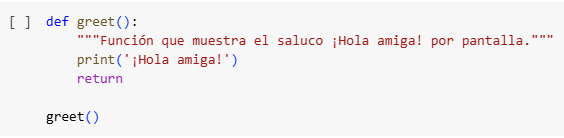 [ ] def greet():
"""Función que muestra el saluco ¡Hola amiga! por pantalla."""
print('¡Hola amiga!')
return
greet()